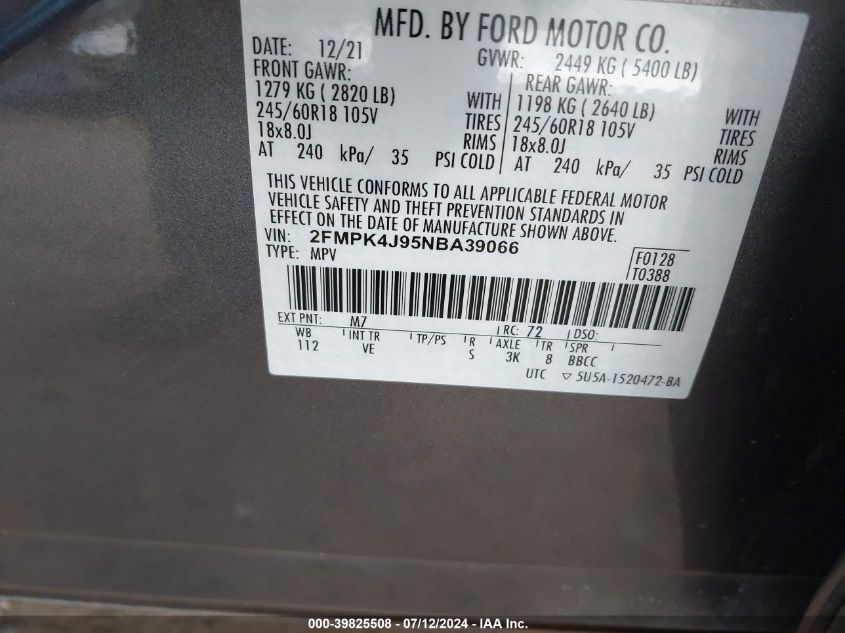 MFD. BY FORD MOTOR CO.
DATE: 12/21 GVWR: 2449 KG ( 5400 LB)
FRONT GAWR: REAR GAWR:
1279 KG ( 2820 LB) WITH 1198 KG ( 2640 LB) WITH
245/60R18 105V TIRES 245/60R18 105V TIRES
18x8.0J RIMS 18x8.0J RIMS
AT 240 kPa/ 35 PSI COLD AT 240 kPa/ 35 PSI COLD
THIS VEHICLE CONFORMS TO ALL APPLICABLE FEDERAL MOTOR
VEHICLE SAFETY AND THEFT PREVENTION STANDARDS IN
EFFECT ON THE DATE OF MANUFACTURE SHOWN ABOVE.
VIN: 2FMPK4J95NBA39066
TYPE: MPV F0128
T0388
EXT PNT: M7 RC: 72 DSO:
WB INT TR TP/PS R AXLE TR SPR
112 VE S 3K 8 BBCC
UTC ▽ 5U5A-1520472-BA
000-39825508 - 07/12/2024 - IAA Inc.